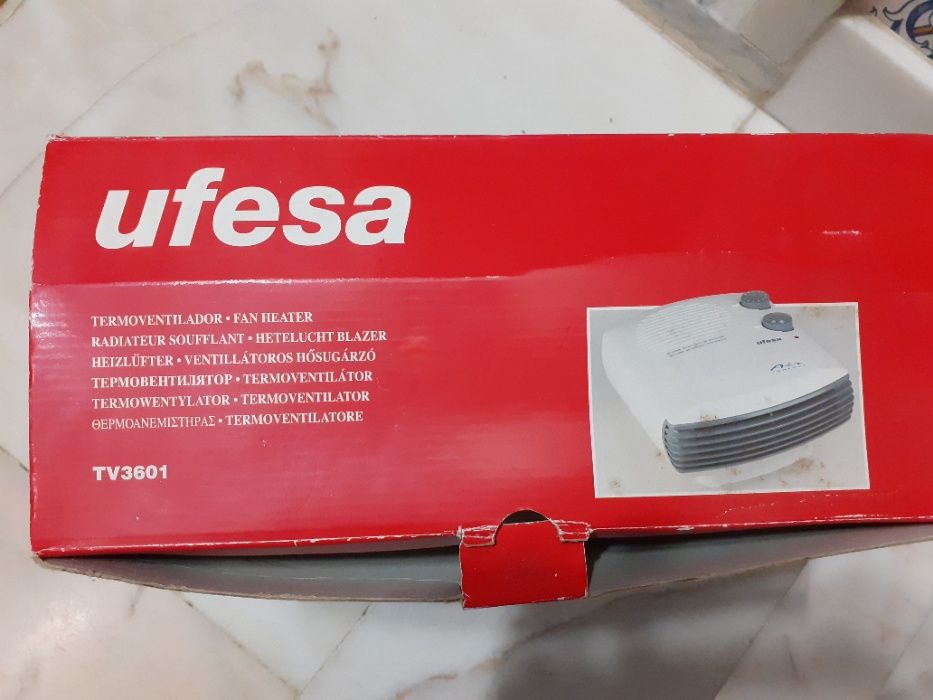 ufesa
TERMOVENTILADOR • FAN HEATER
RADIATEUR SOUFFLANT • HETELUCHT BLAZER
HEIZLÜFTER • VENTILLÁTOROS HŐSUGÁRZÓ
ТЕРМОВЕНТИЛЯТОР • TERMOVENTILÁTOR
TERMOWENTYLATOR • TERMOVENTILATOR
ΘΕΡΜΟΑΝΕΜΙΣΤΗΡΑΣ • TERMOVENTILATORE
TV3601
ufesa